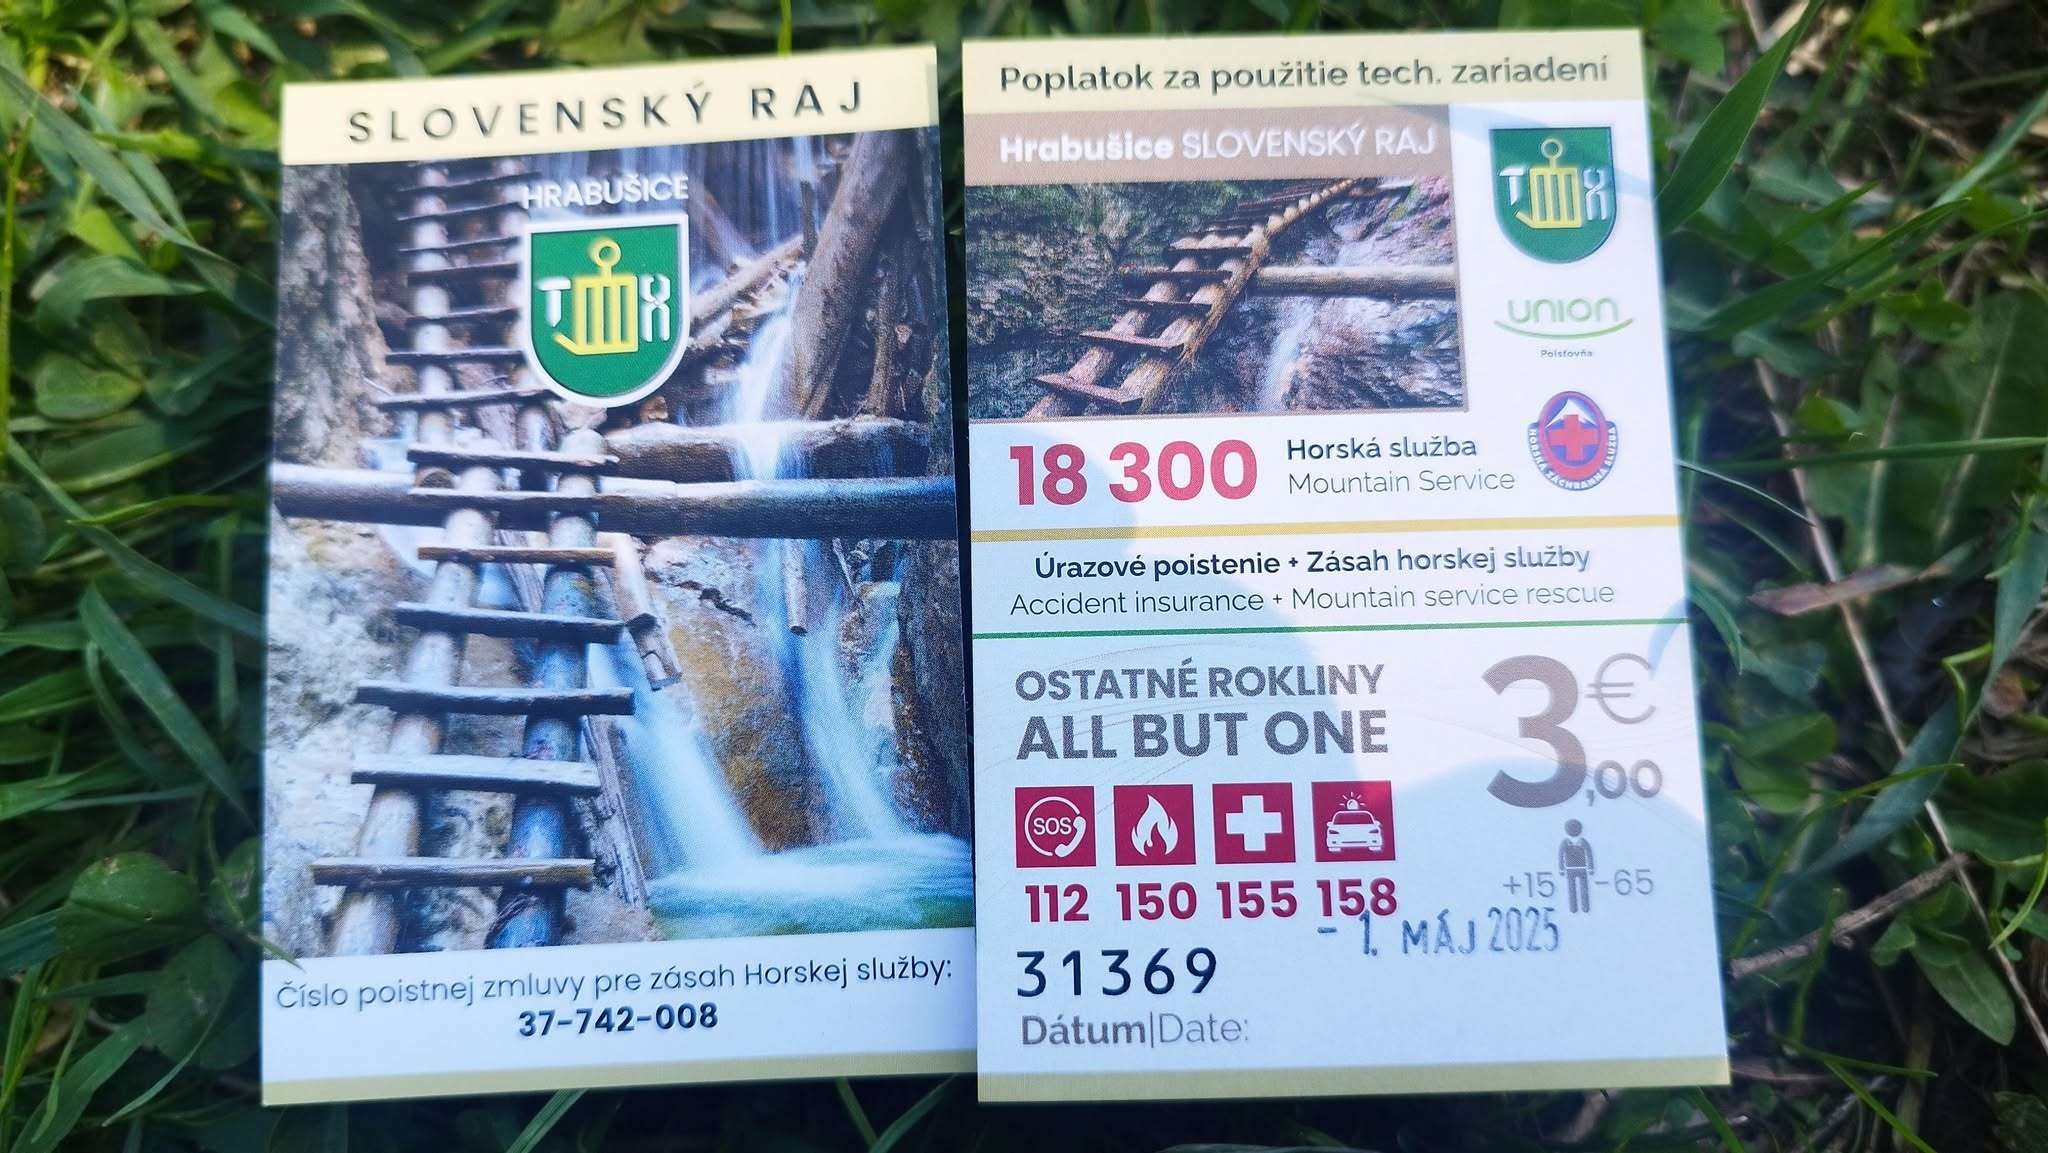 SLOVENSKÝ RAJ
HRABUŠICE
Číslo poistnej zmluvy pre zásah Horskej služby:
37-742-008
Poplatok za použitie tech. zariadení
Hrabušice SLOVENSKÝ RAJ
union
Poisťovňa
18 300
Horská služba
Mountain Service
HORSKÁ ZÁCHRANNÁ SLUŽBA
Úrazové poistenie + Zásah horskej služby
Accident insurance + Mountain service rescue
OSTATNÉ ROKLINY
ALL BUT ONE
3,00 €
SOS
112 150 155 158
+15 -65
- 1. MÁJ 2025
31369
Dátum|Date: